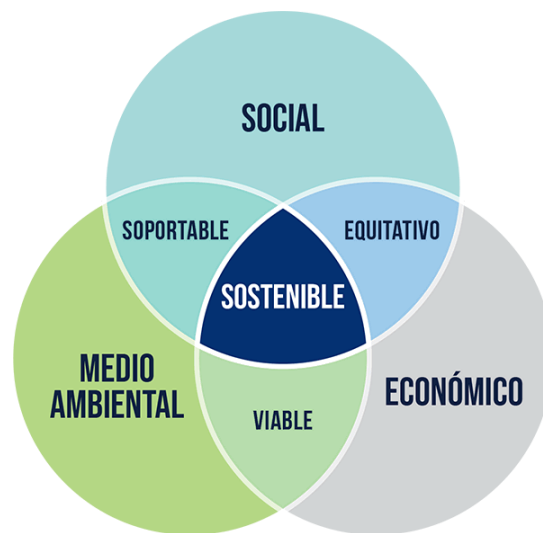 SOCIAL
SOPORTABLE
EQUITATIVO
SOSTENIBLE
MEDIO
AMBIENTAL
ECONÓMICO
VIABLE